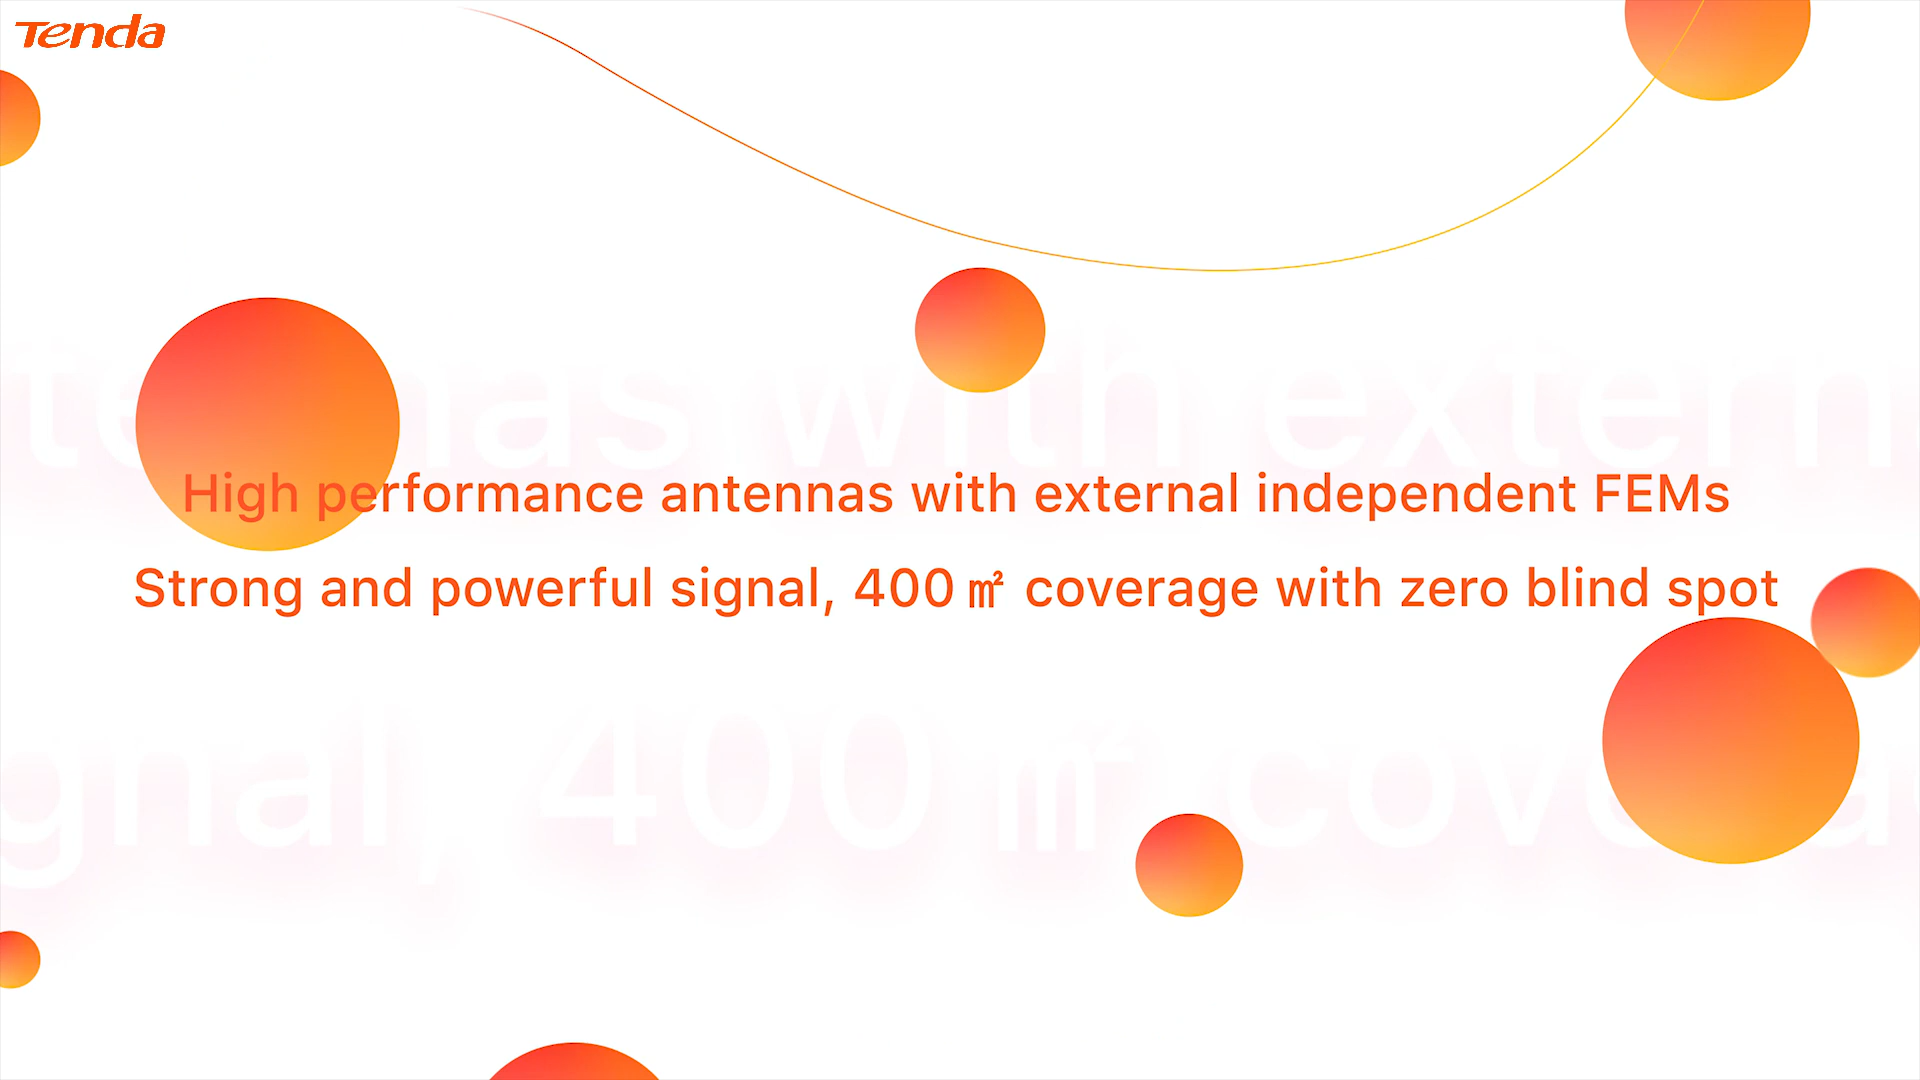 Tenda
High performance antennas with external independent FEMs
Strong and powerful signal, 400㎡ coverage with zero blind spot